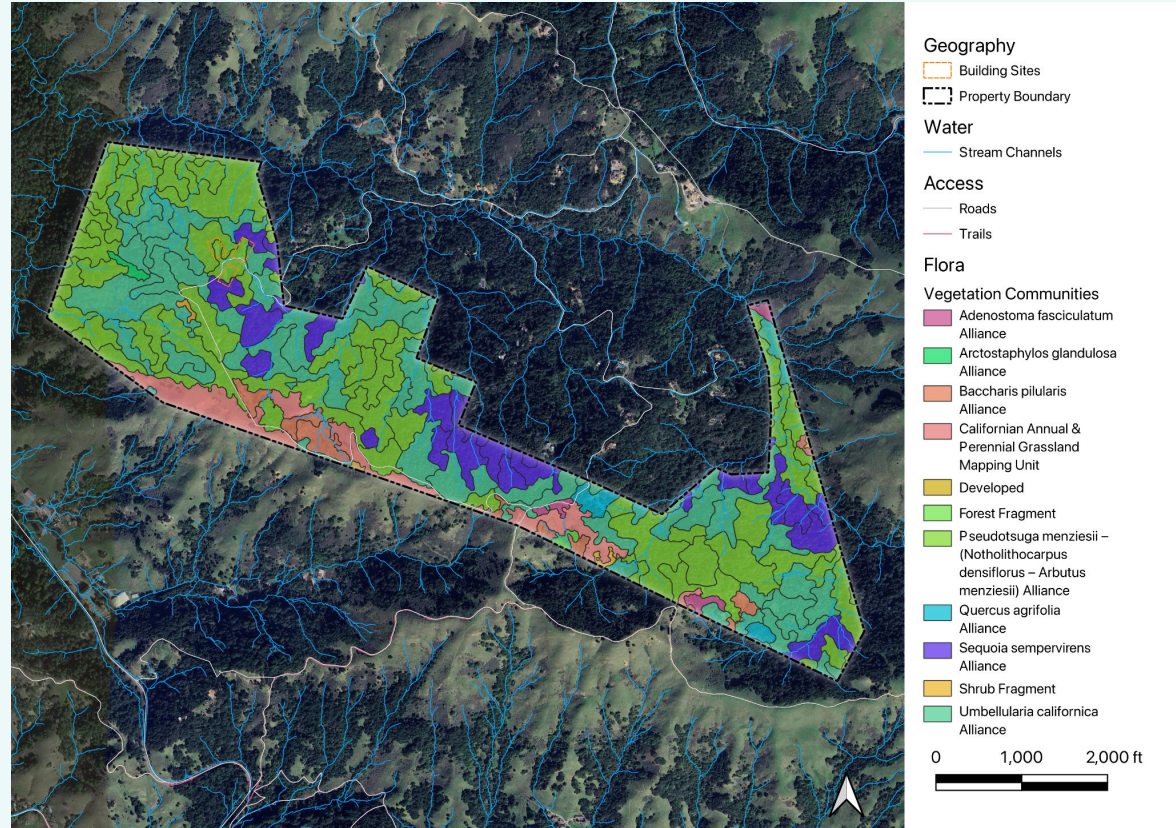 Geography
Building Sites
Property Boundary
Water
Stream Channels
Access
Roads
Trails
Flora
Vegetation Communities
Adenostoma fasciculatum
Alliance
Arctostaphylos glandulosa
Alliance
Baccharis pilularis
Alliance
Californian Annual &
Perennial Grassland
Mapping Unit
Developed
Forest Fragment
Pseudotsuga menziesii –
(Notholithocarpus
densiflorus – Arbutus
menziesii) Alliance
Quercus agrifolia
Alliance
Sequoia sempervirens
Alliance
Shrub Fragment
Umbellularia californica
Alliance
0 1,000 2,000 ft